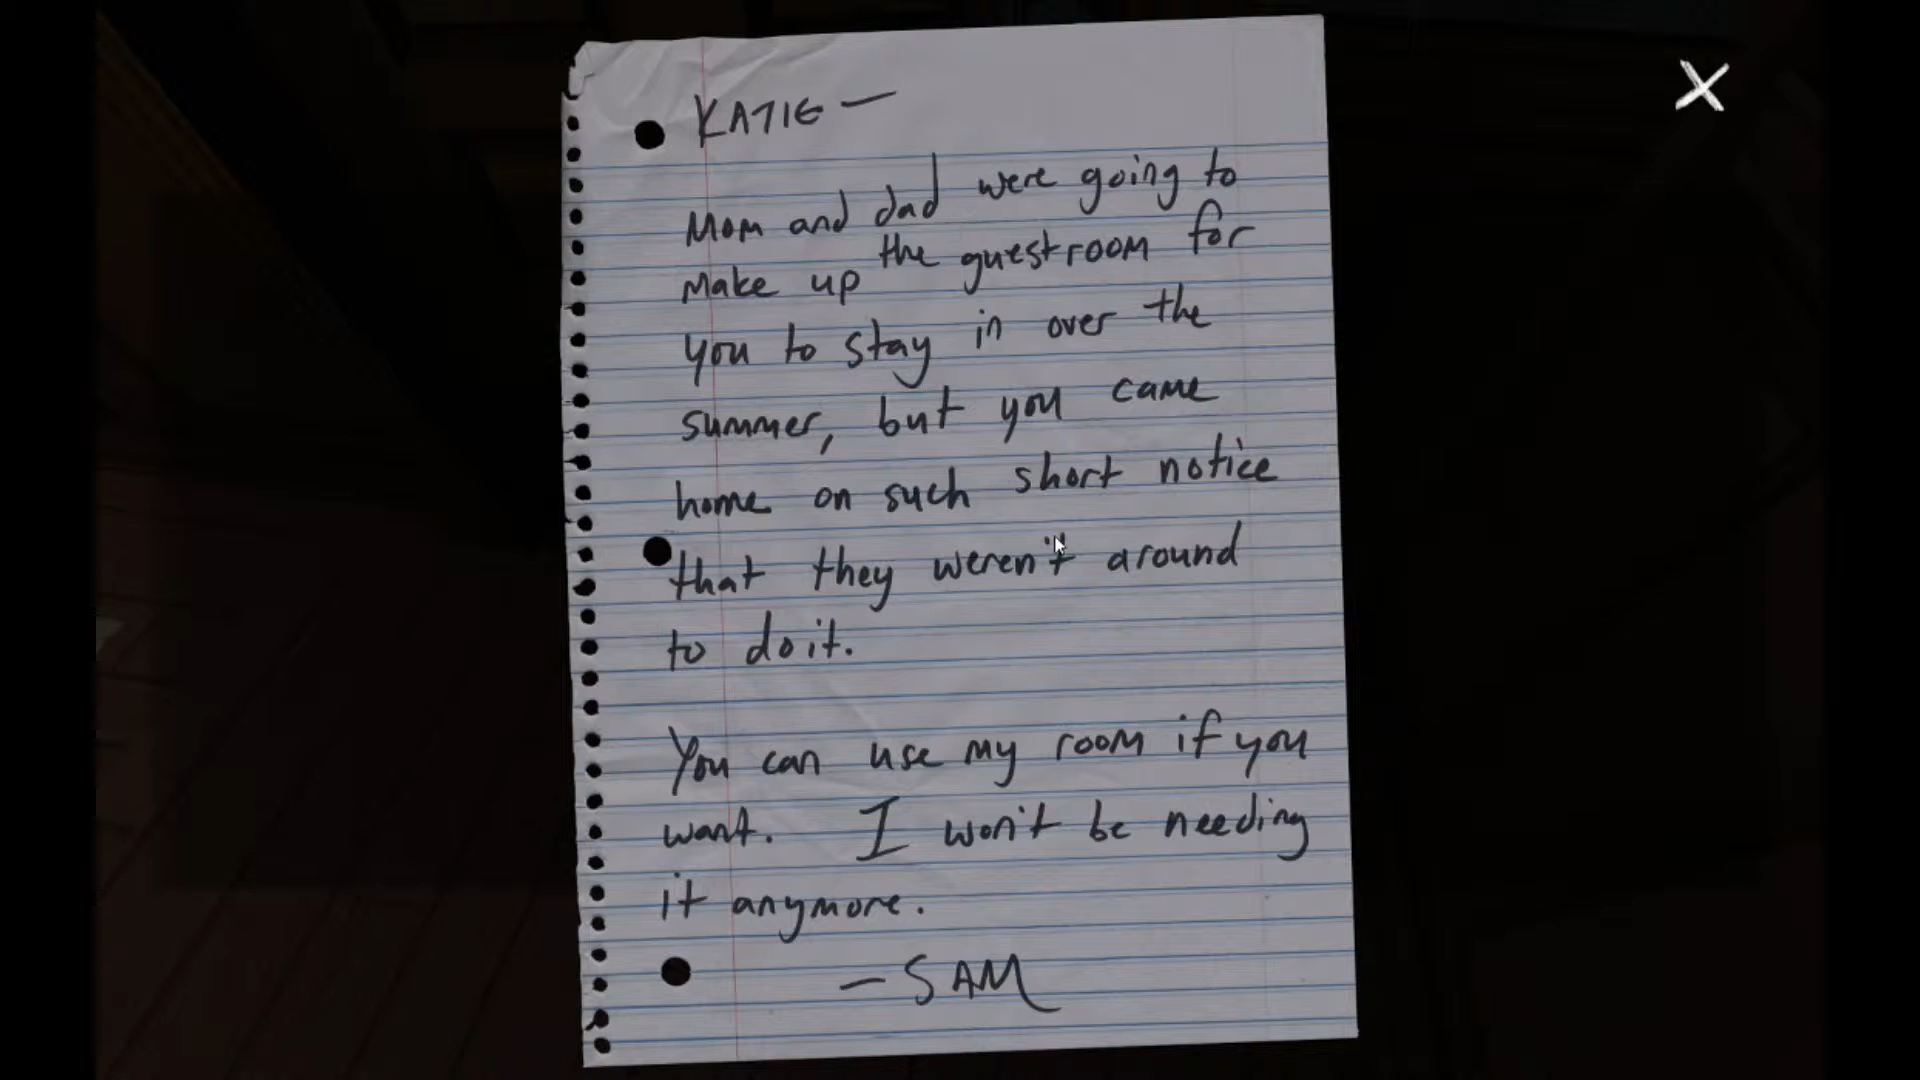 KATIE —
Mom and dad were going to
make up the guestroom for
you to stay in over the
summer, but you came
home on such short notice
that they weren't around
to do it.
You can use my room if you
want. I won't be needing
it anymore.
— SAM